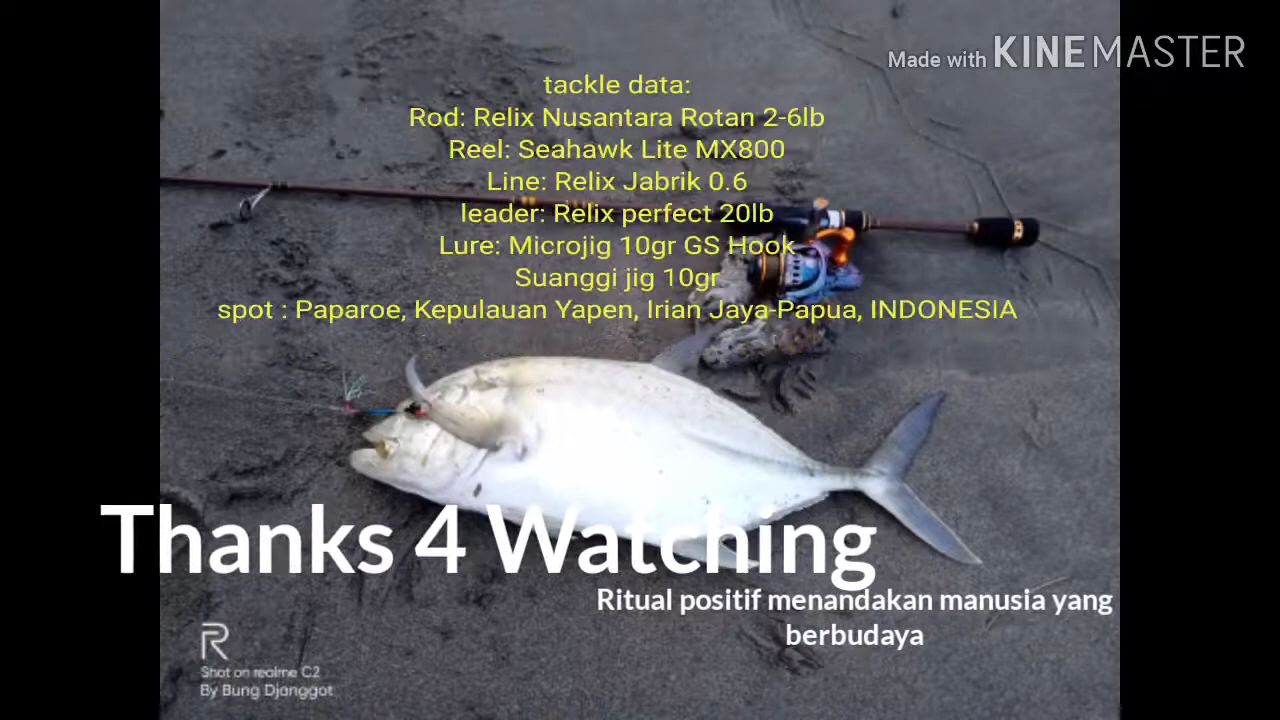 Made with KINEMASTER
tackle data:
Rod: Relix Nusantara Rotan 2-6lb
Reel: Seahawk Lite MX800
Line: Relix Jabrik 0.6
leader: Relix perfect 20lb
Lure: Microjig 10gr GS Hook
Suanggi jig 10gr
spot : Paparoe, Kepulauan Yapen, Irian Jaya-Papua, INDONESIA
Thanks 4 Watching
Ritual positif menandakan manusia yang
berbudaya
R
Shot on realme C2
By Bung Djanggot